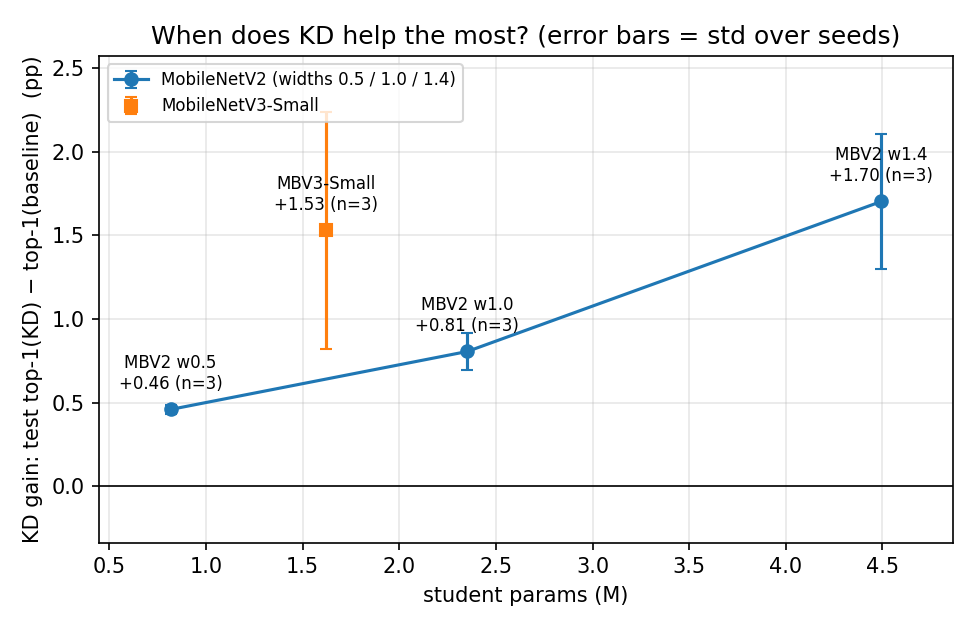 When does KD help the most? (error bars = std over seeds)
KD gain: test top-1(KD) − top-1(baseline) (pp)
2.5
2.0
1.5
1.0
0.5
0.0
MobileNetV2 (widths 0.5 / 1.0 / 1.4)
MobileNetV3-Small
MBV2 w1.4
+1.70 (n=3)
MBV3-Small
+1.53 (n=3)
MBV2 w1.0
+0.81 (n=3)
MBV2 w0.5
+0.46 (n=3)
0.5 1.0 1.5 2.0 2.5 3.0 3.5 4.0 4.5
student params (M)